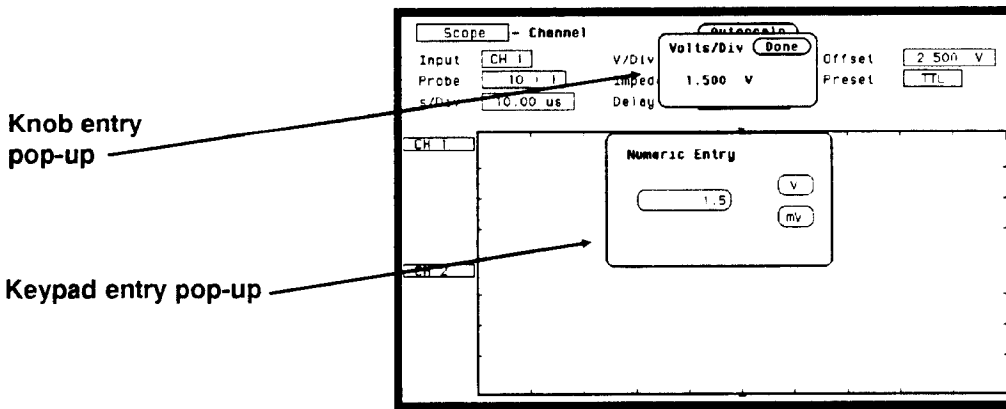 Scope - Channel
Autoscale
Input CH 1 V/Div Offset 2.500 V
Volts/Div Done
Probe 10 : 1 Imped Preset TTL
1.500 V
s/Div 10.00 us Delay
Knob entry
pop-up
CH 1
Numeric Entry
1.5
V
mV
CH 2
Keypad entry pop-up